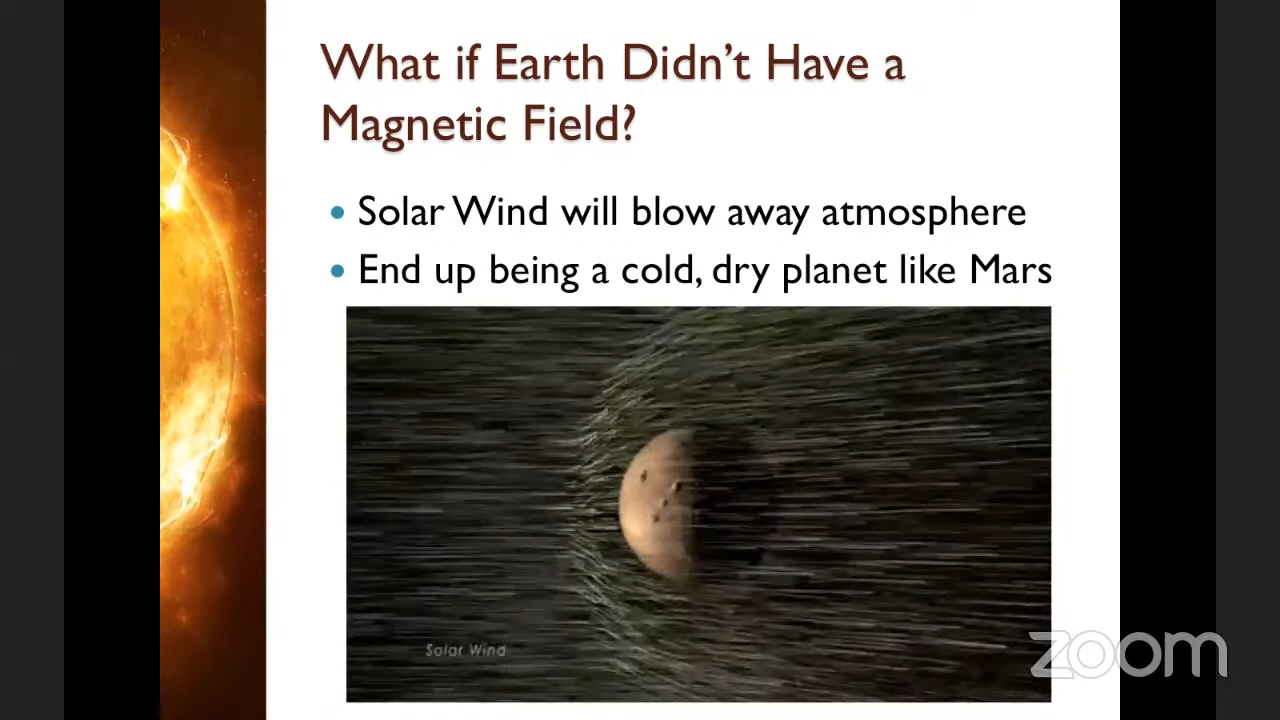 What if Earth Didn't Have a
Magnetic Field?
• Solar Wind will blow away atmosphere
• End up being a cold, dry planet like Mars
Solar Wind
zoom